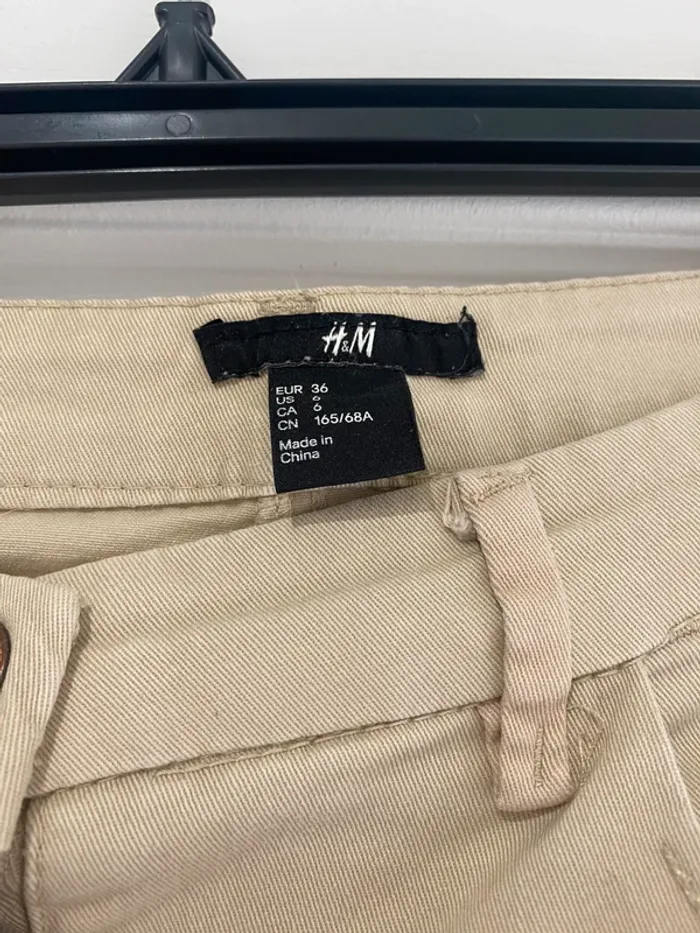 H&M
EUR 36
US 6
CA 6
CN 165/68A
Made in
China